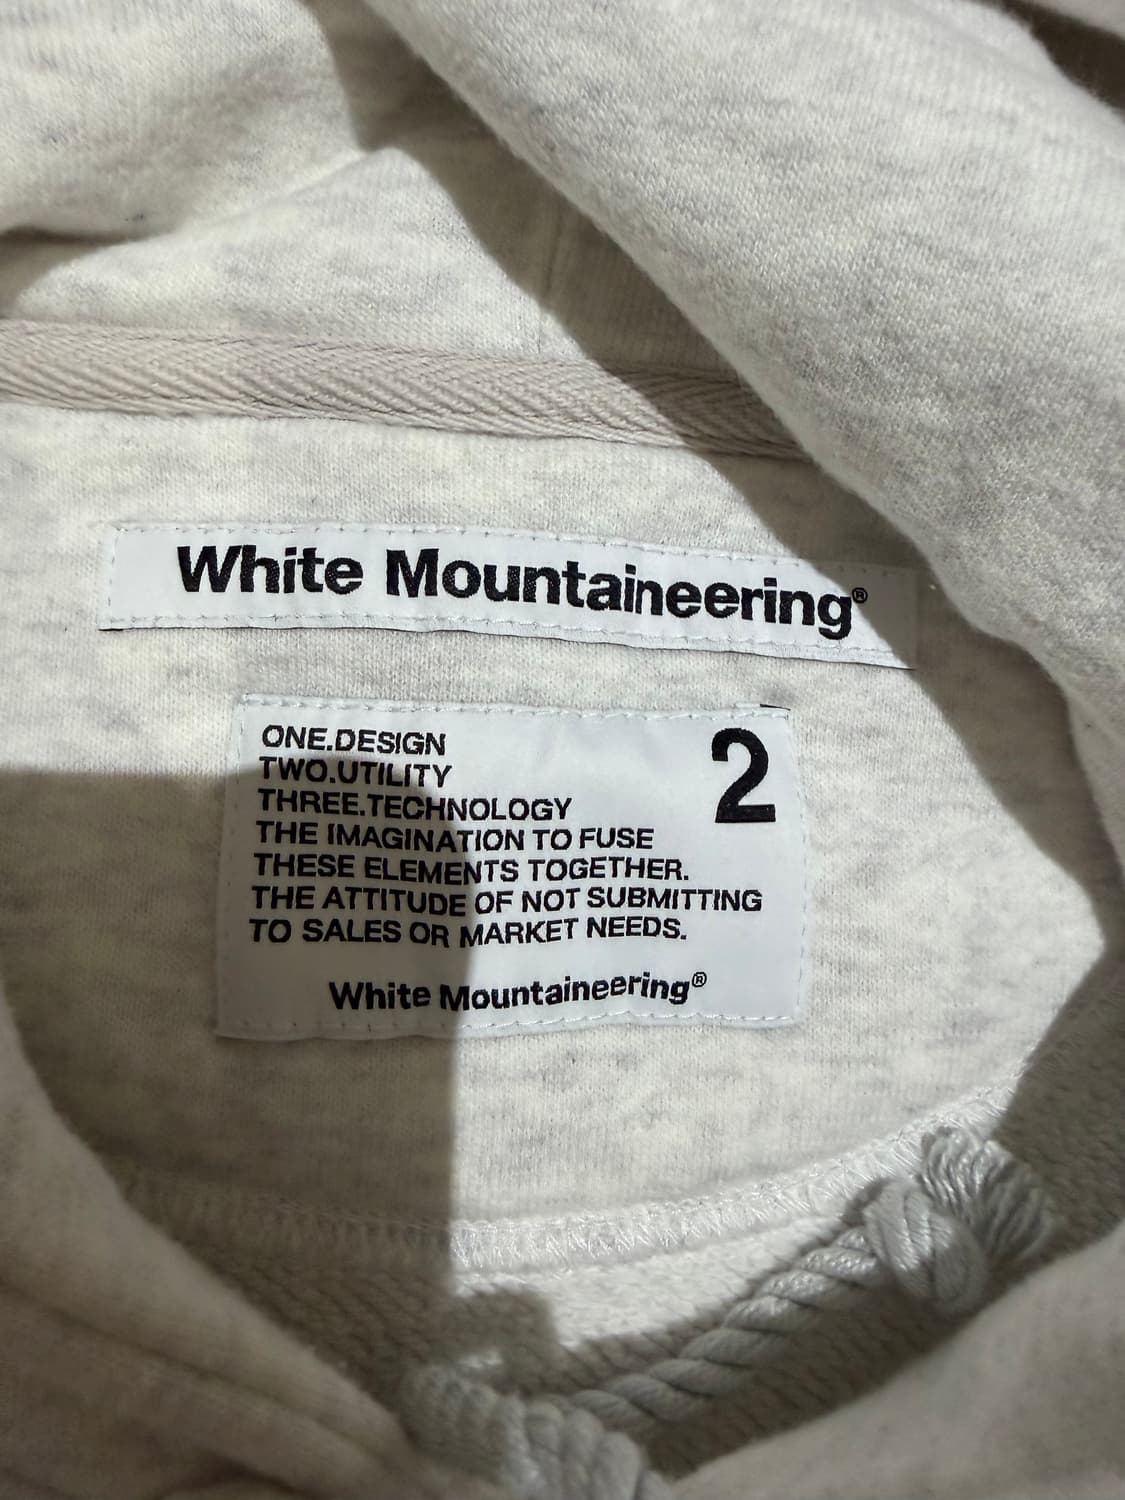 White Mountaineering®
ONE.DESIGN
2
TWO.UTILITY
THREE.TECHNOLOGY
THE IMAGINATION TO FUSE
THESE ELEMENTS TOGETHER.
THE ATTITUDE OF NOT SUBMITTING
TO SALES OR MARKET NEEDS.
White Mountaineering®